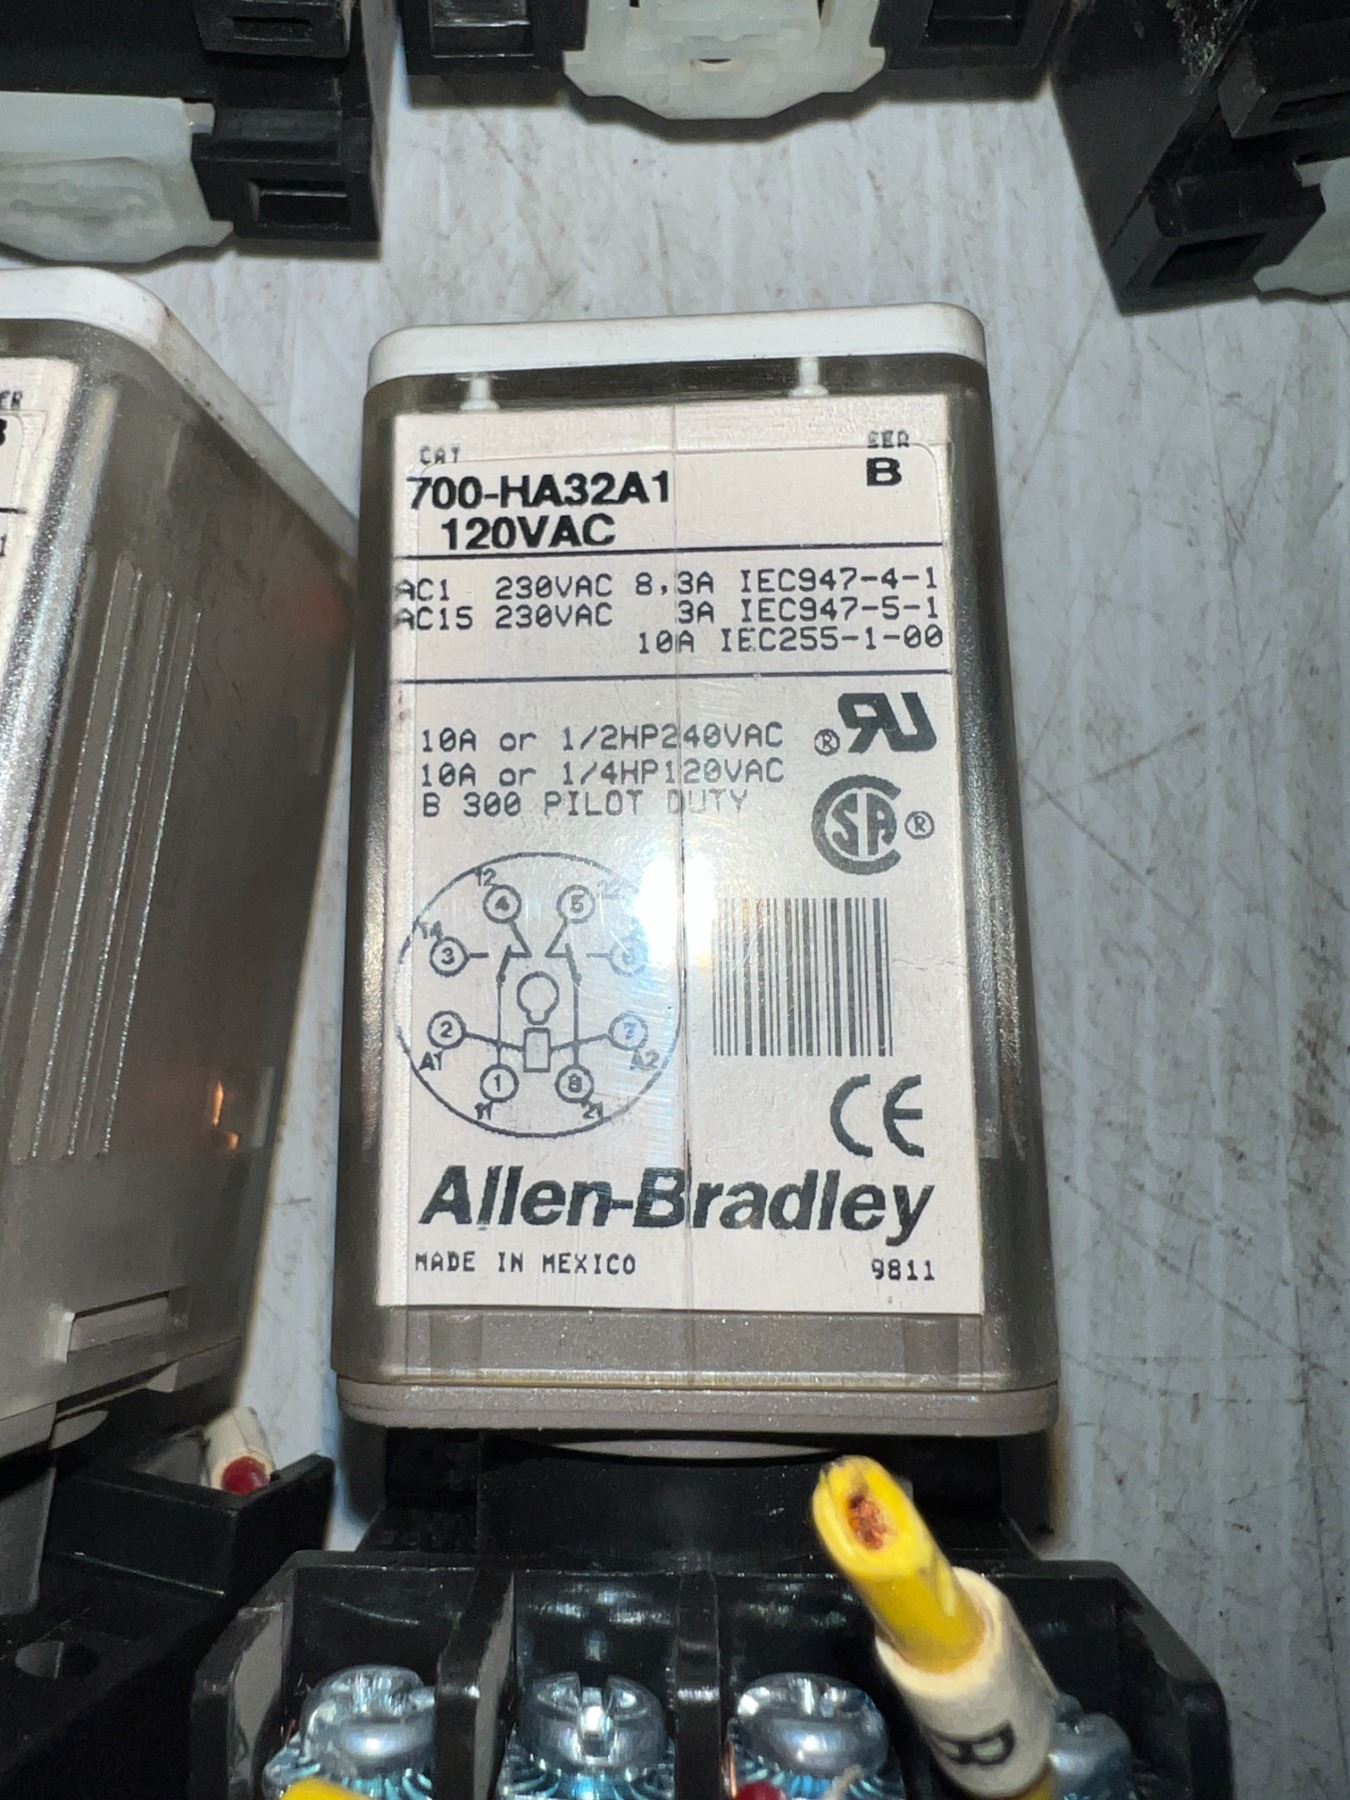 CAT SER
700-HA32A1 B
120VAC
AC1 230VAC 8,3A IEC947-4-1
AC15 230VAC 3A IEC947-5-1
10A IEC255-1-00
10A or 1/2HP240VAC
10A or 1/4HP120VAC
B 300 PILOT DUTY
® RU
SA ®
12
4 5
14
3
2 7
A1 A2
1 8
11 21
CE
Allen-Bradley
MADE IN MEXICO 9811
R